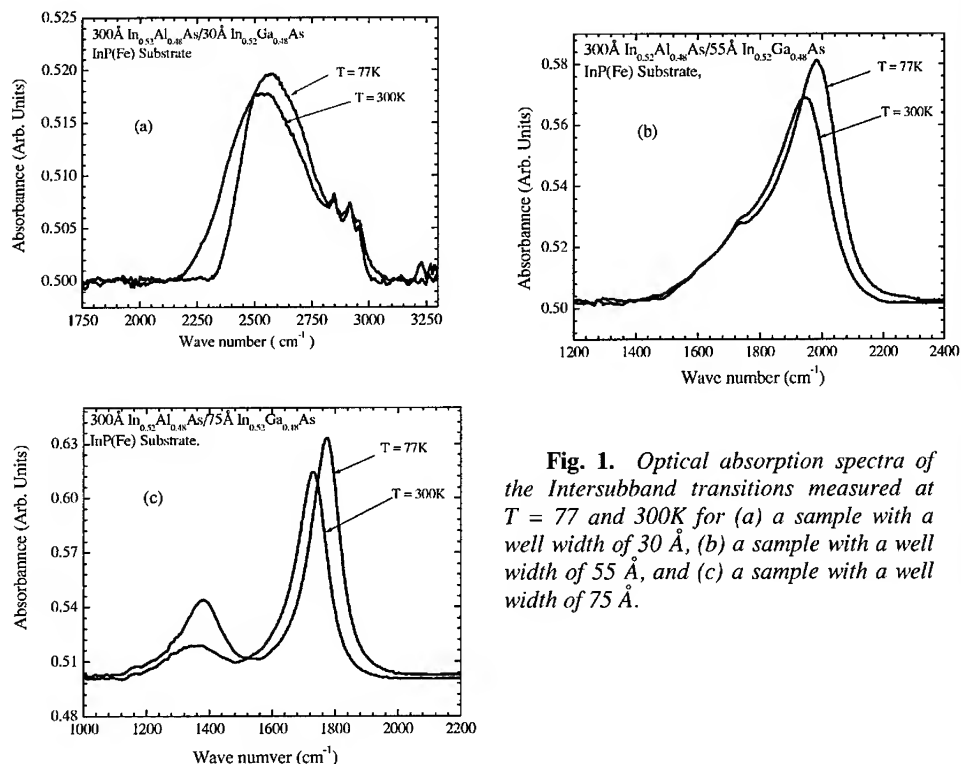 0.525
0.520
0.515
0.510
0.505
0.500
Absorbannce (Arb. Units)
300Å In0.53Al0.48As/30Å In0.52Ga0.48As
InP(Fe) Substrate
T = 77K
T = 300K
(a)
1750 2000 2250 2500 2750 3000 3250
Wave number ( cm-1 )
0.58
0.56
0.54
0.52
0.50
Absorbannce (Arb. Units)
300Å In0.52Al0.48As/55Å In0.52Ga0.48As
InP(Fe) Substrate,
T = 77K
T = 300K
(b)
1200 1400 1600 1800 2000 2200 2400
Wave number (cm-1)
0.63
0.60
0.57
0.54
0.51
0.48
Absorbannce (Arb. Units)
300Å In0.52Al0.48As/75Å In0.52Ga0.48As
InP(Fe) Substrate.
T = 77K
T = 300K
(c)
1000 1200 1400 1600 1800 2000 2200
Wave numver (cm-1)
Fig. 1. Optical absorption spectra of
the Intersubband transitions measured at
T = 77 and 300K for (a) a sample with a
well width of 30 Å, (b) a sample with a well
width of 55 Å, and (c) a sample with a well
width of 75 Å.